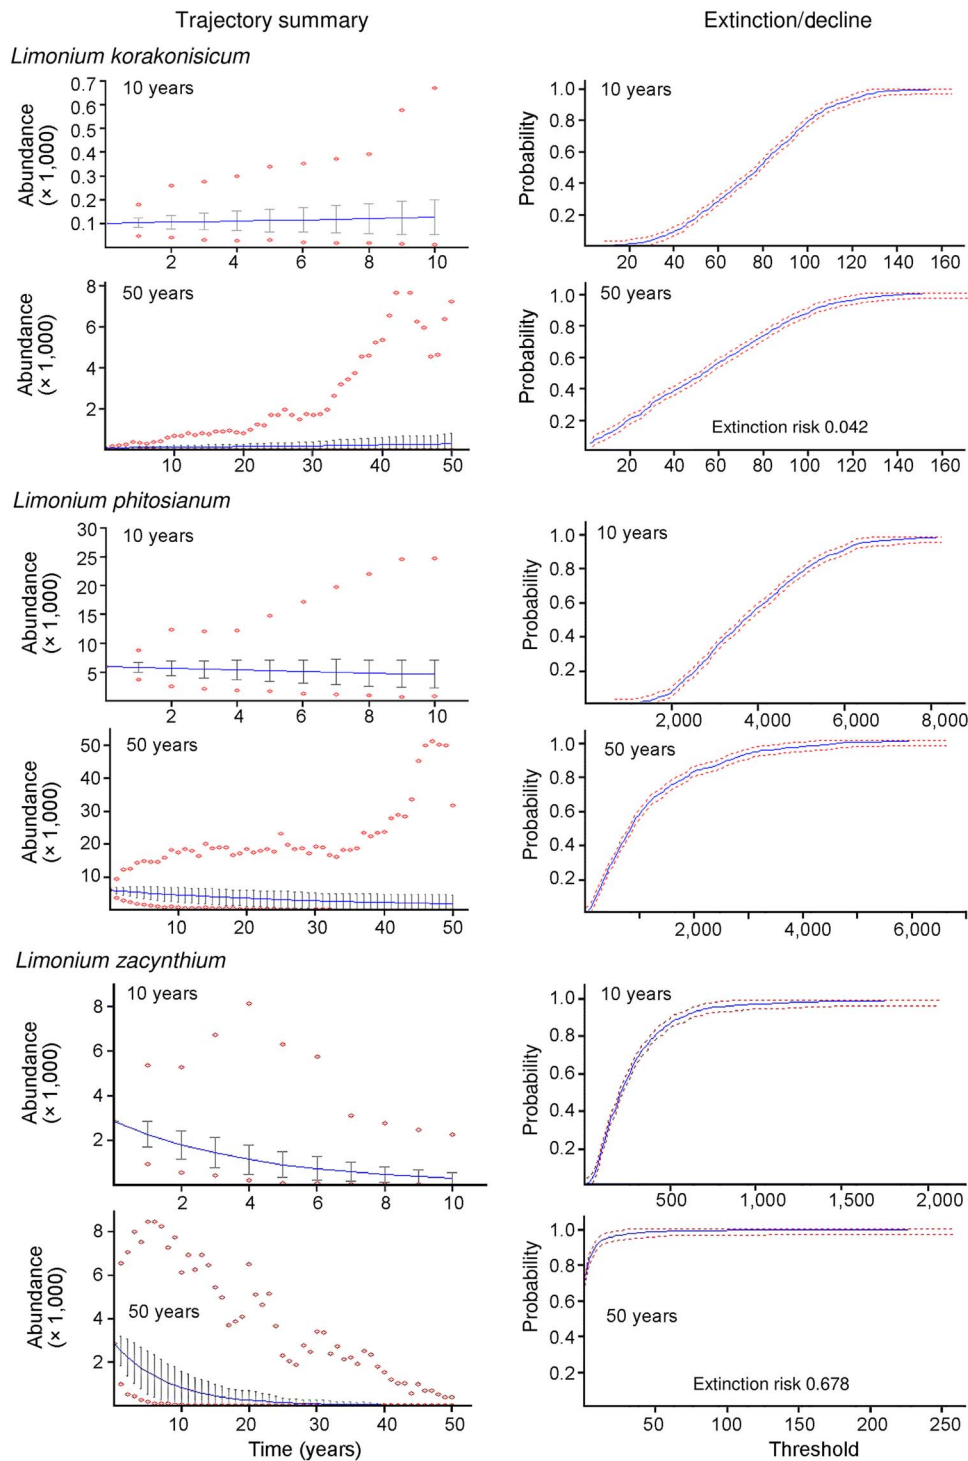 Trajectory summary
Extinction/decline
Limonium korakonisicum
10 years
Abundance
(× 1,000)
0.7
0.6
0.5
0.4
0.3
0.2
0.1
2 4 6 8 10
10 years
Probability
1.0
0.8
0.6
0.4
0.2
20 40 60 80 100 120 140 160
50 years
Abundance
(× 1,000)
8
6
4
2
10 20 30 40 50
50 years
Probability
1.0
0.8
0.6
0.4
0.2
Extinction risk 0.042
20 40 60 80 100 120 140 160
Limonium phitosianum
10 years
Abundance
(× 1,000)
30
25
20
15
10
5
2 4 6 8 10
10 years
Probability
1.0
0.8
0.6
0.4
0.2
2,000 4,000 6,000 8,000
50 years
Abundance
(× 1,000)
50
40
30
20
10
10 20 30 40 50
50 years
Probability
1.0
0.8
0.6
0.4
0.2
2,000 4,000 6,000
Limonium zacynthium
10 years
Abundance
(× 1,000)
8
6
4
2
2 4 6 8 10
10 years
Probability
1.0
0.8
0.6
0.4
0.2
500 1,000 1,500 2,000
50 years
Abundance
(× 1,000)
8
6
4
2
10 20 30 40 50
Time (years)
50 years
Probability
1.0
0.8
0.6
0.4
0.2
Extinction risk 0.678
50 100 150 200 250
Threshold